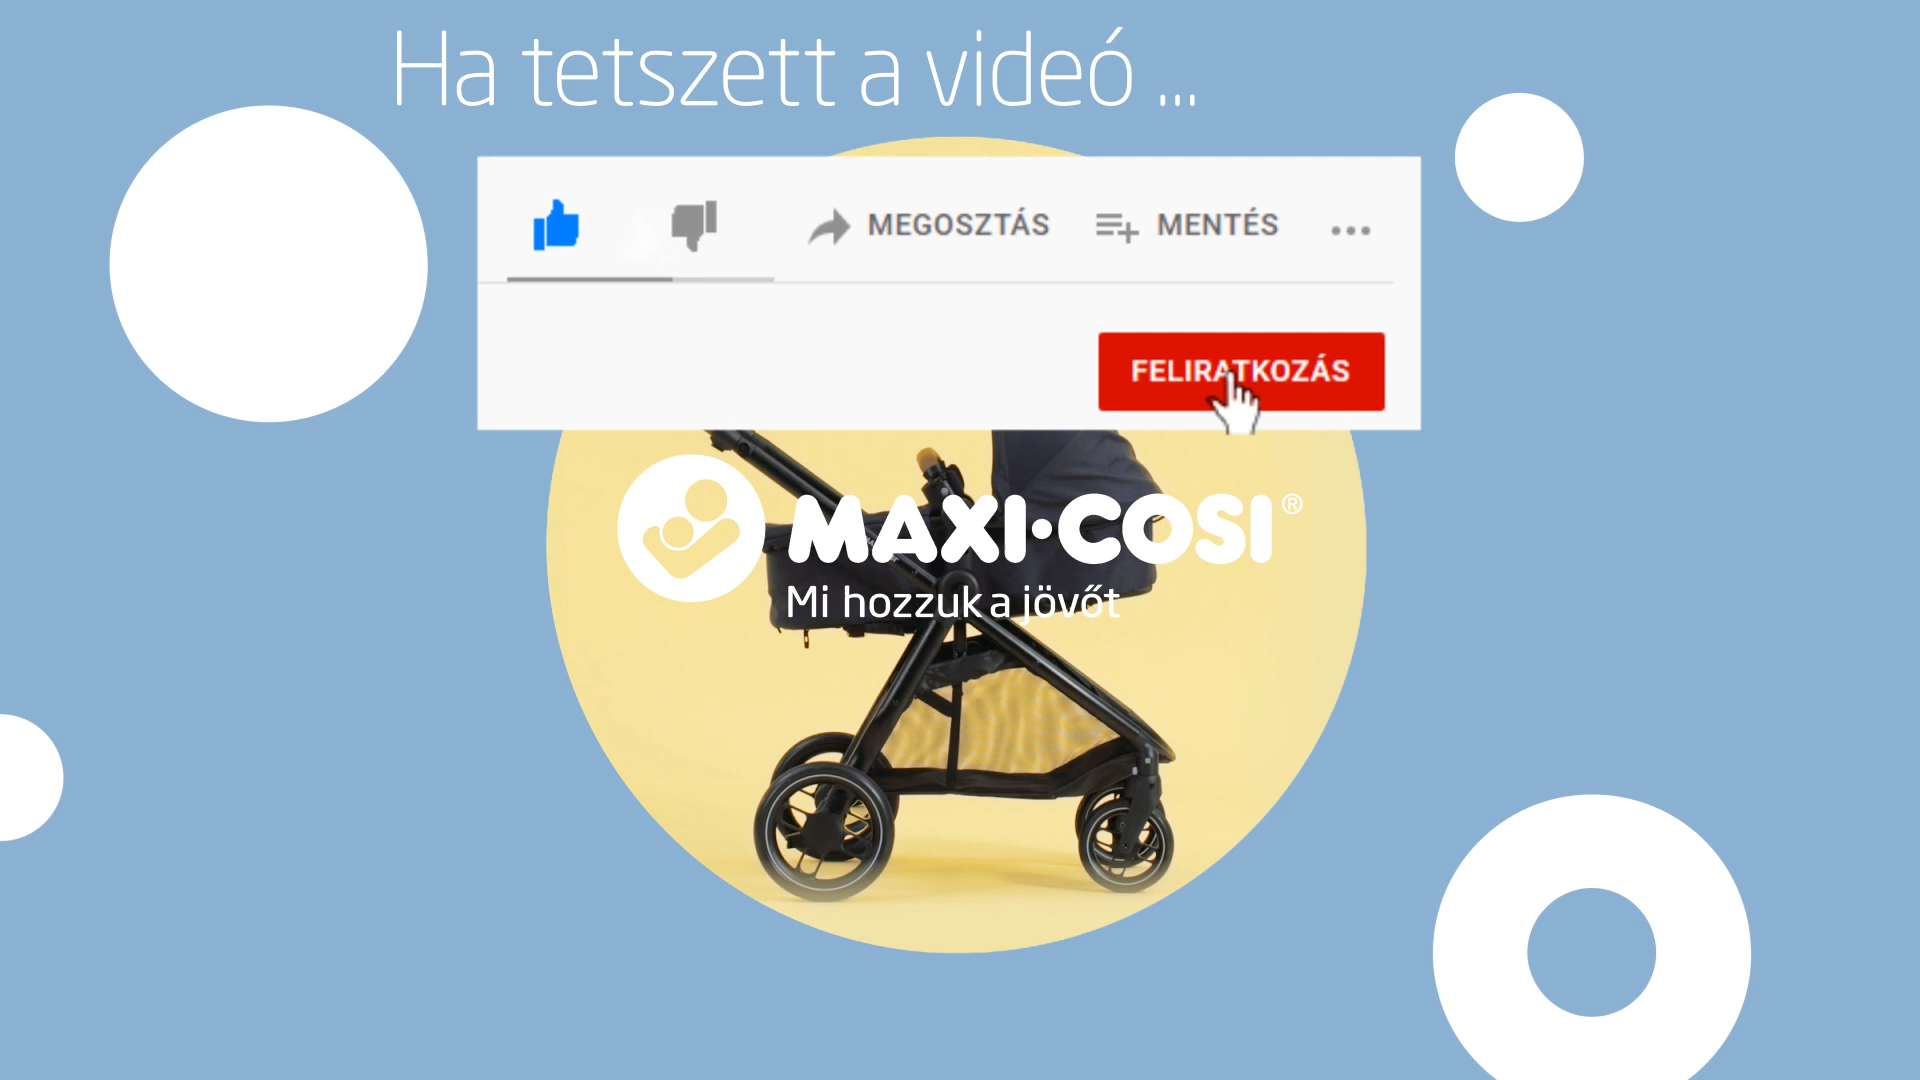 Ha tetszett a videó ...
MEGOSZTÁS MENTÉS ...
FELIRATKOZÁS
MAXI·COSI®
Mi hozzuk a jövőt